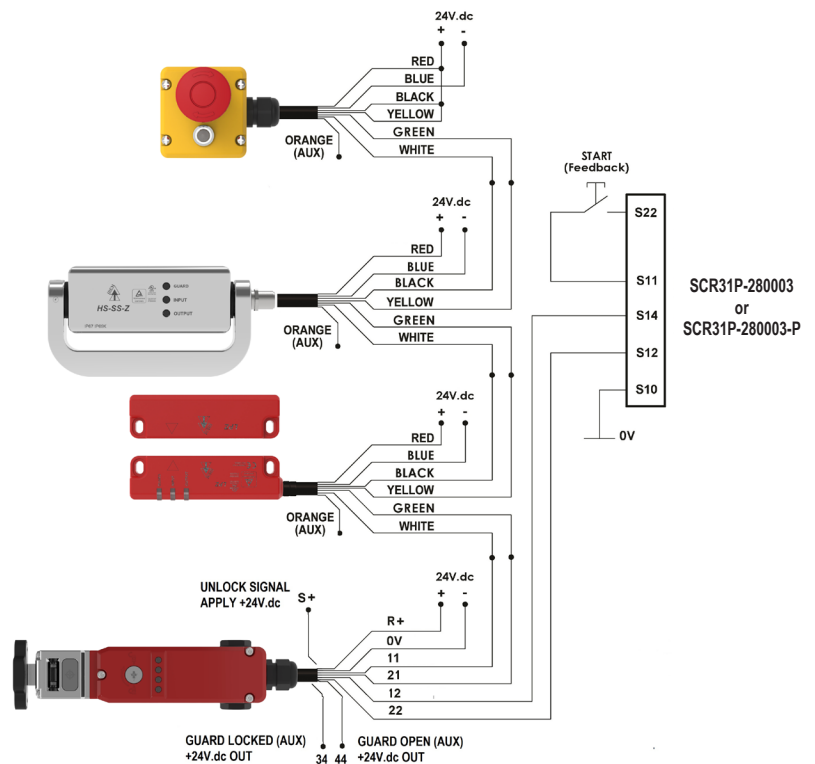 24V.dc
+ -
RED
BLUE
BLACK
YELLOW
GREEN
WHITE
ORANGE
(AUX)
START
(Feedback)
S22
S11
S14
S12
S10
0V
SCR31P-280003
or
SCR31P-280003-P
24V.dc
+ -
RED
BLUE
BLACK
YELLOW
GREEN
WHITE
ORANGE
(AUX)
HS-SS-Z
GUARD
INPUT
OUTPUT
24V.dc
+ -
RED
BLUE
BLACK
YELLOW
GREEN
WHITE
ORANGE
(AUX)
UNLOCK SIGNAL
APPLY +24V.dc
S+
24V.dc
+ -
R+
0V
11
21
12
22
GUARD LOCKED (AUX)
+24V.dc OUT
34 44
GUARD OPEN (AUX)
+24V.dc OUT